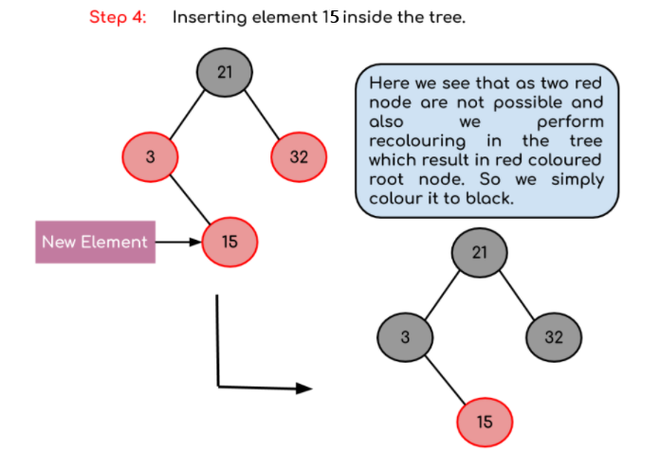 Step 4: Inserting element 15 inside the tree.
21
3
32
New Element
15
Here we see that as two red
node are not possible and
also we perform
recolouring in the tree
which result in red coloured
root node. So we simply
colour it to black.
21
3
32
15